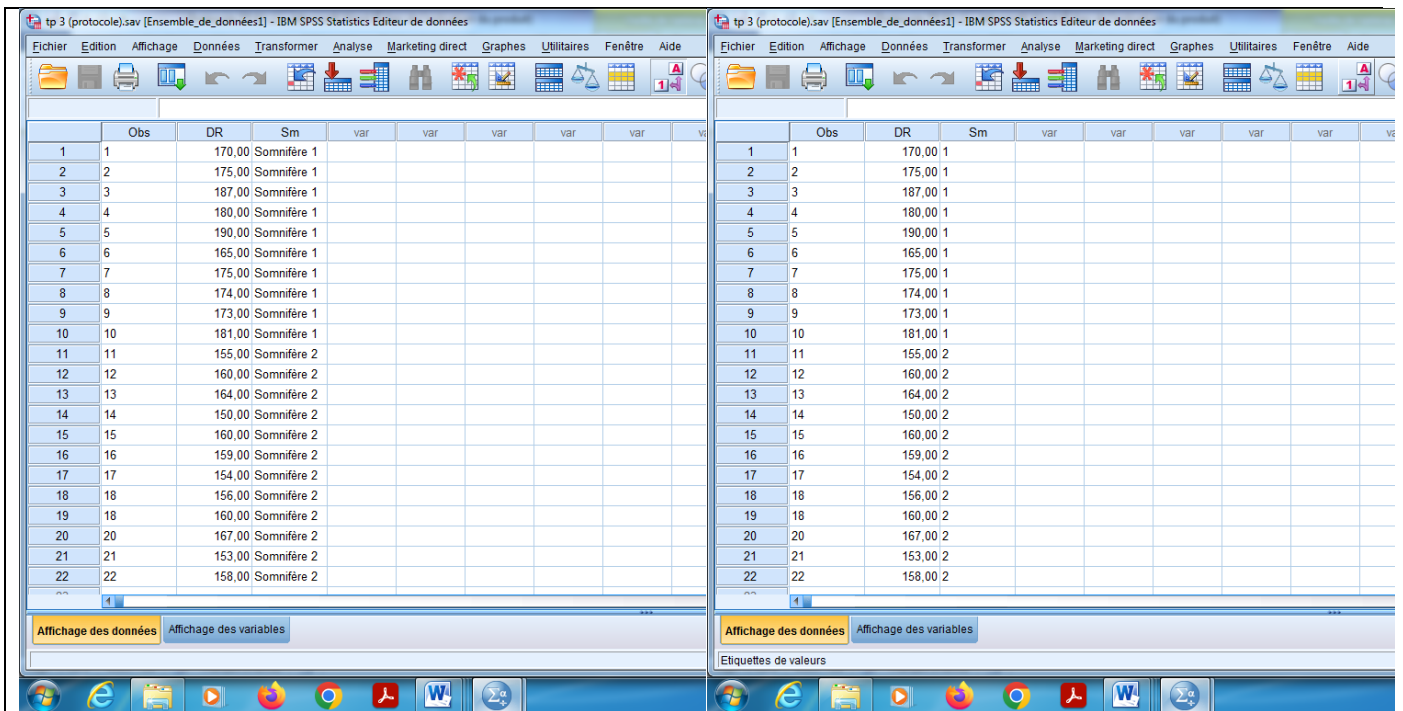 tp 3 (protocole).sav [Ensemble_de_données1] - IBM SPSS Statistics Editeur de données
Fichier Edition Affichage Données Transformer Analyse Marketing direct Graphes Utilitaires Fenêtre Aide
Obs DR Sm var var var var var
1 1 170,00 Somnifère 1
2 2 175,00 Somnifère 1
3 3 187,00 Somnifère 1
4 4 180,00 Somnifère 1
5 5 190,00 Somnifère 1
6 6 165,00 Somnifère 1
7 7 175,00 Somnifère 1
8 8 174,00 Somnifère 1
9 9 173,00 Somnifère 1
10 10 181,00 Somnifère 1
11 11 155,00 Somnifère 2
12 12 160,00 Somnifère 2
13 13 164,00 Somnifère 2
14 14 150,00 Somnifère 2
15 15 160,00 Somnifère 2
16 16 159,00 Somnifère 2
17 17 154,00 Somnifère 2
18 18 156,00 Somnifère 2
19 18 160,00 Somnifère 2
20 20 167,00 Somnifère 2
21 21 153,00 Somnifère 2
22 22 158,00 Somnifère 2
Affichage des données Affichage des variables
tp 3 (protocole).sav [Ensemble_de_données1] - IBM SPSS Statistics Editeur de données
Fichier Edition Affichage Données Transformer Analyse Marketing direct Graphes Utilitaires Fenêtre Aide
Obs DR Sm var var var var var
1 1 170,00 1
2 2 175,00 1
3 3 187,00 1
4 4 180,00 1
5 5 190,00 1
6 6 165,00 1
7 7 175,00 1
8 8 174,00 1
9 9 173,00 1
10 10 181,00 1
11 11 155,00 2
12 12 160,00 2
13 13 164,00 2
14 14 150,00 2
15 15 160,00 2
16 16 159,00 2
17 17 154,00 2
18 18 156,00 2
19 18 160,00 2
20 20 167,00 2
21 21 153,00 2
22 22 158,00 2
Affichage des données Affichage des variables
Etiquettes de valeurs